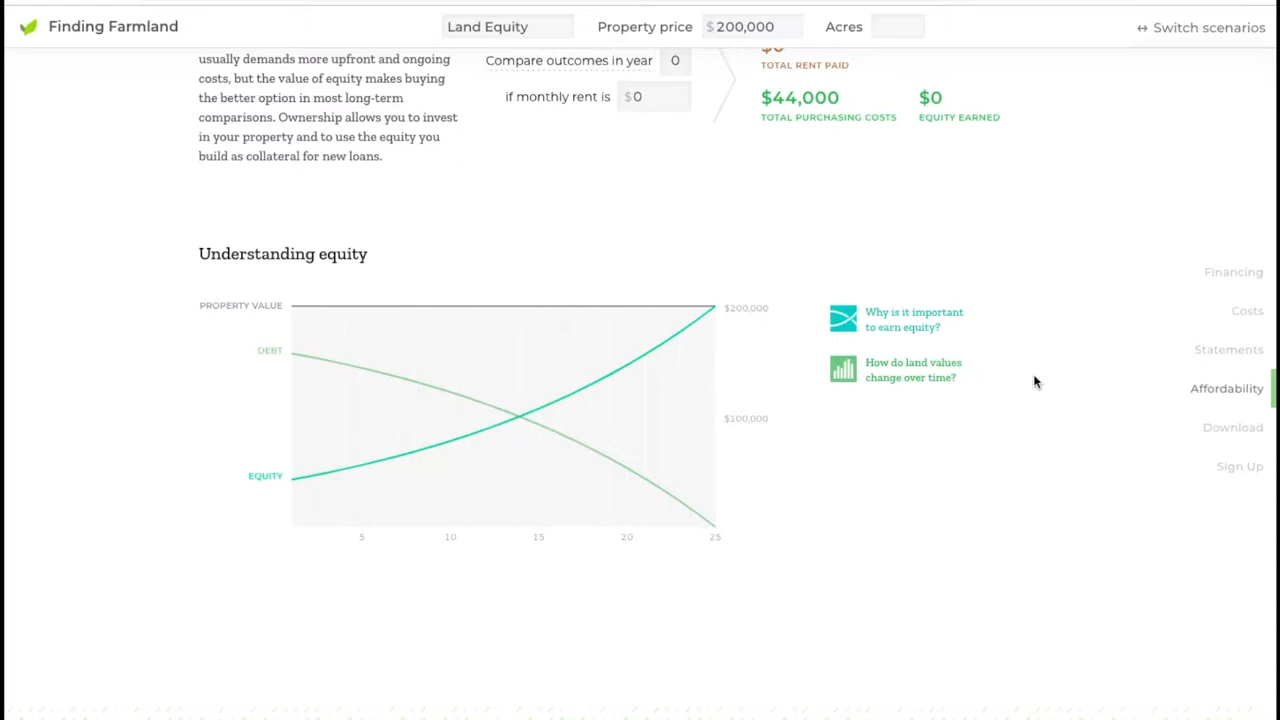 Finding Farmland
Land Equity
Property price
$ 200,000
Acres
↔ Switch scenarios
usually demands more upfront and ongoing
costs, but the value of equity makes buying
the better option in most long-term
comparisons. Ownership allows you to invest
in your property and to use the equity you
build as collateral for new loans.
Compare outcomes in year 0
if monthly rent is $0
$0
TOTAL RENT PAID
$44,000
TOTAL PURCHASING COSTS
$0
EQUITY EARNED
Understanding equity
PROPERTY VALUE
DEBT
EQUITY
$200,000
$100,000
5 10 15 20 25
Why is it important
to earn equity?
How do land values
change over time?
Financing
Costs
Statements
Affordability
Download
Sign Up